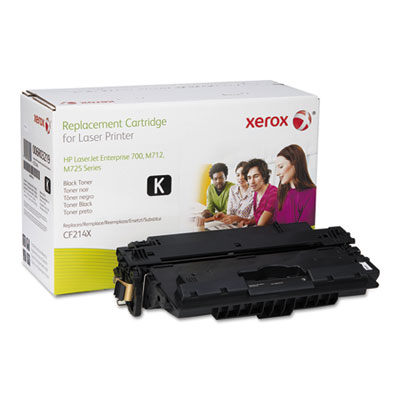 Replacement Cartridge
for Laser Printer
xerox
HP LaserJet Enterprise 700, M712,
M725 Series
Black Toner
Toner noir
Toner negro
Toner Black
Toner preto
K
Replaces/Remplace/Reemplaza/Ersetzt/Substitui
CF214X
006R03219